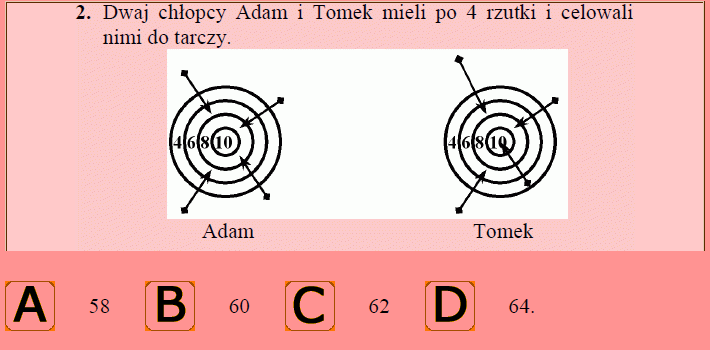 2. Dwaj chłopcy Adam i Tomek mieli po 4 rzutki i celowali
nimi do tarczy.
4 6 8 10 4 6 8 10
Adam Tomek
A 58 B 60 C 62 D 64.